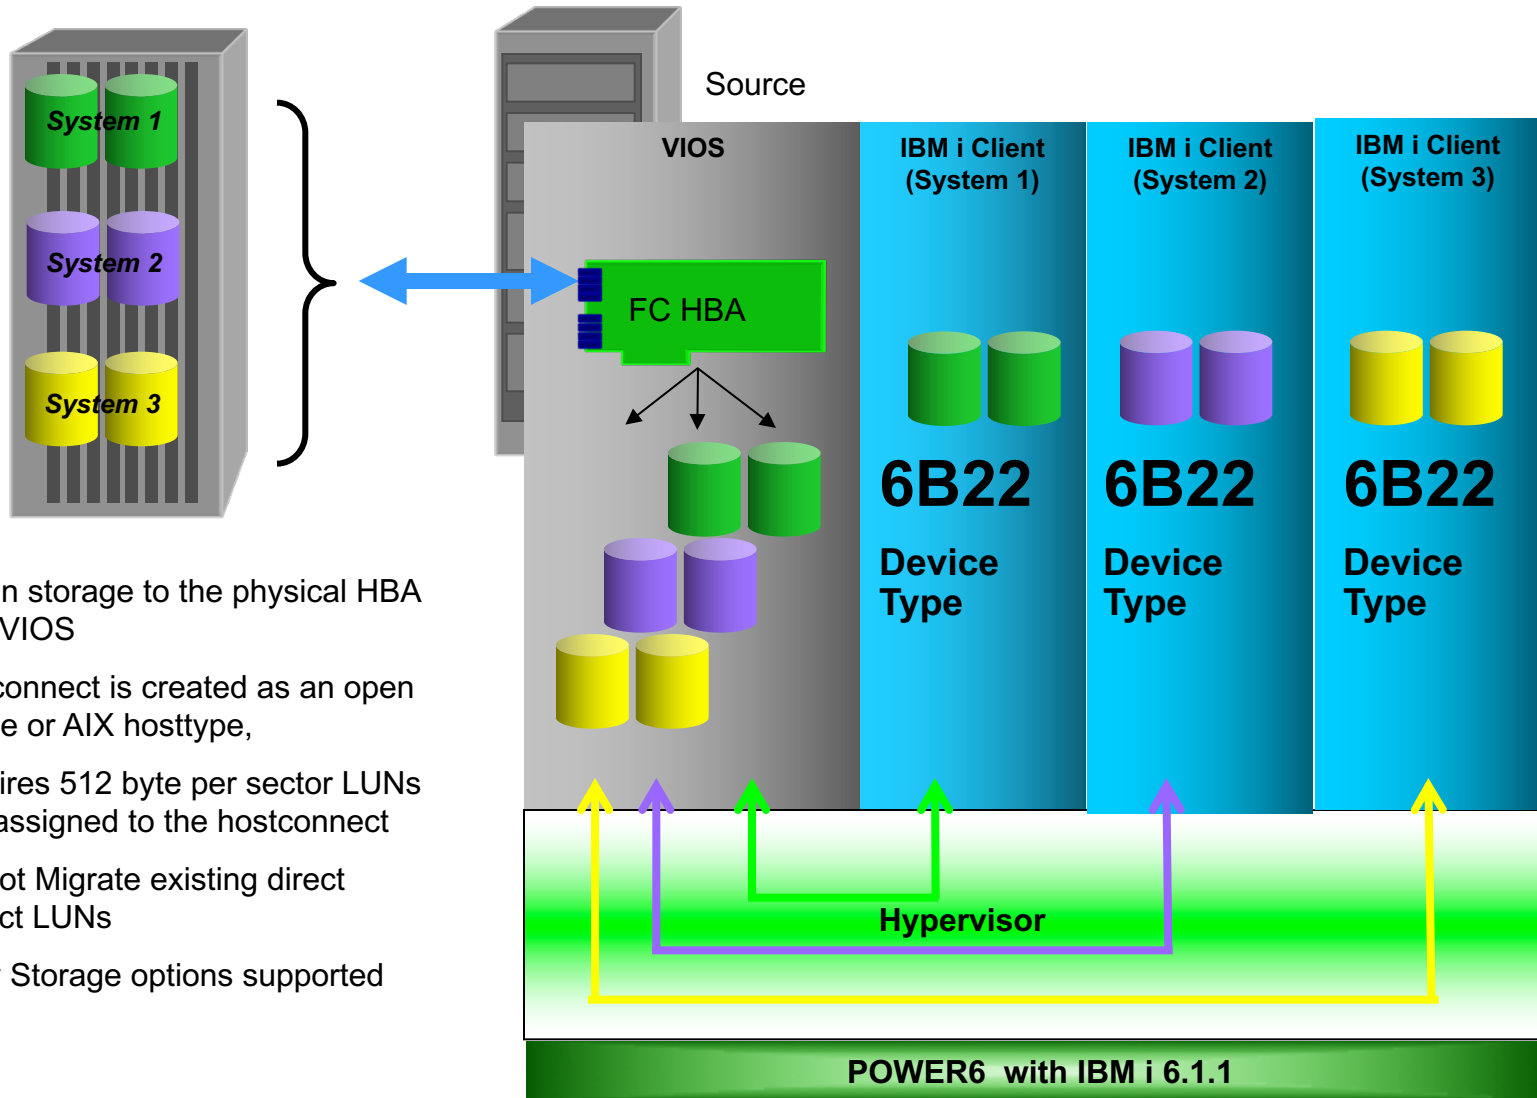 Source
System 1
System 2
System 3
VIOS
FC HBA
IBM i Client
(System 1)
6B22
Device
Type
IBM i Client
(System 2)
6B22
Device
Type
IBM i Client
(System 3)
6B22
Device
Type
n storage to the physical HBA
VIOS
connect is created as an open
e or AIX hosttype,
ires 512 byte per sector LUNs
assigned to the hostconnect
ot Migrate existing direct
ct LUNs
Storage options supported
Hypervisor
POWER6 with IBM i 6.1.1